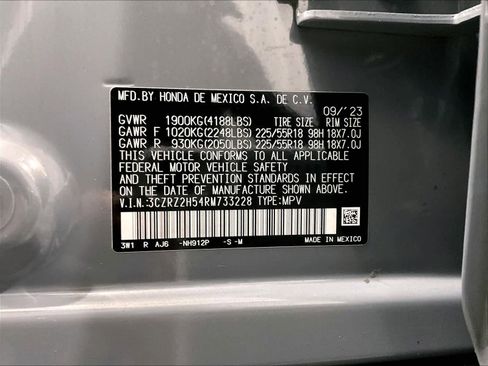 MFD.BY HONDA DE MEXICO S.A. DE C.V.
09/'23
GVWR 1900KG(4188LBS) TIRE SIZE RIM SIZE
GAWR F 1020KG(2248LBS) 225/55R18 98H 18X7.0J
GAWR R 930KG(2050LBS) 225/55R18 98H 18X7.0J
THIS VEHICLE CONFORMS TO ALL APPLICABLE
FEDERAL MOTOR VEHICLE SAFETY
AND THEFT PREVENTION STANDARDS IN EFFECT
ON THE DATE OF MANUFACTURE SHOWN ABOVE.
V.I.N.:3CZRZ2H54RM733228 TYPE:MPV
3W1 R AJ6 -NH912P -S -M MADE IN MEXICO